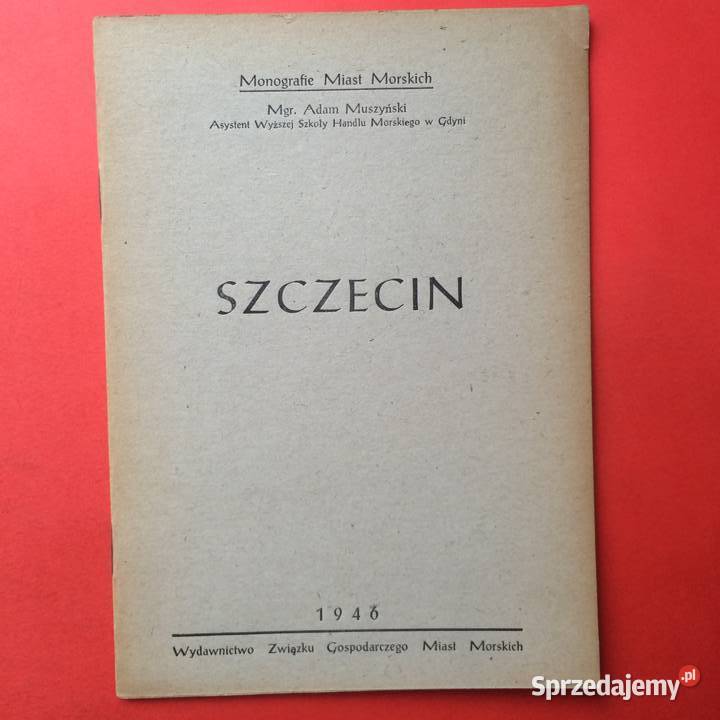 Monografie Miast Morskich
Mgr. Adam Muszyński
Asystent Wyższej Szkoły Handlu Morskiego w Gdyni
SZCZECIN
1946
Wydawnictwo Związku Gospodarczego Miast Morskich
Sprzedajemy.pl